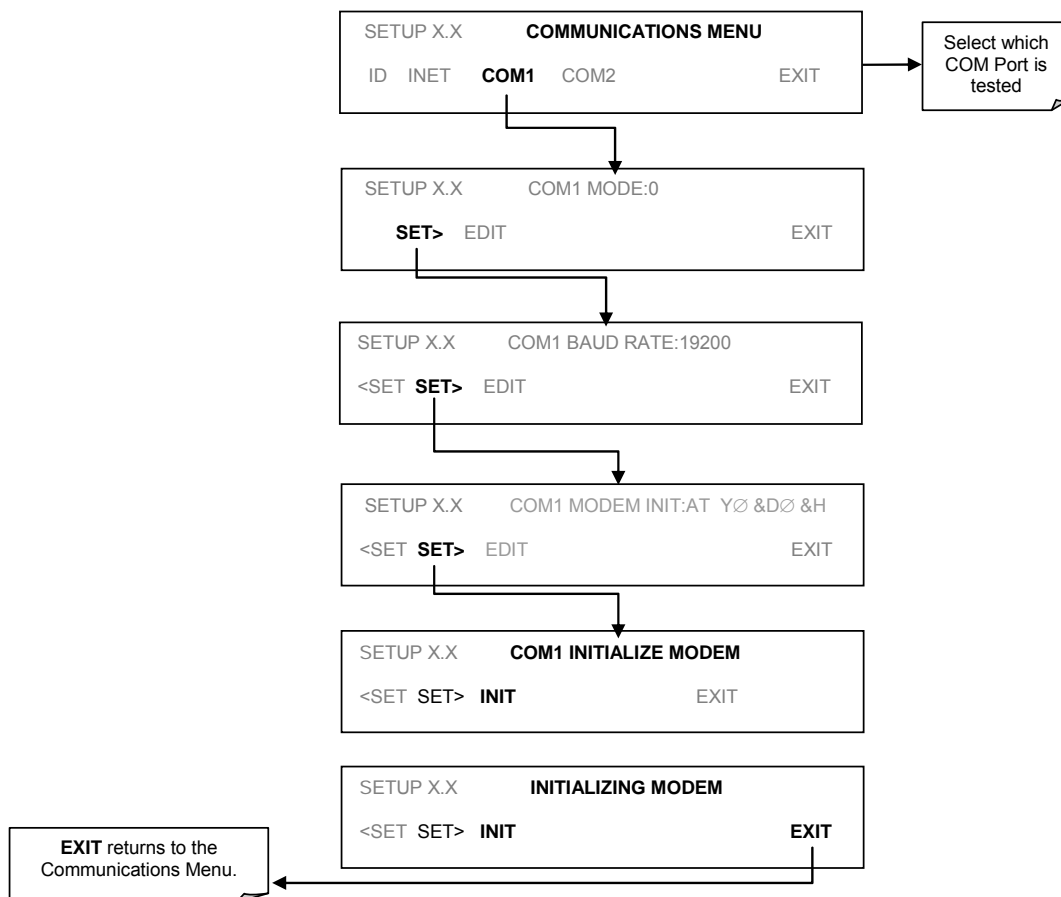 SETUP X.X COMMUNICATIONS MENU
ID INET COM1 COM2 EXIT
Select which
COM Port is
tested
SETUP X.X COM1 MODE:0
SET> EDIT EXIT
SETUP X.X COM1 BAUD RATE:19200
<SET SET> EDIT EXIT
SETUP X.X COM1 MODEM INIT:AT Y∅ &D∅ &H
<SET SET> EDIT EXIT
SETUP X.X COM1 INITIALIZE MODEM
<SET SET> INIT EXIT
SETUP X.X INITIALIZING MODEM
<SET SET> INIT EXIT
EXIT returns to the
Communications Menu.